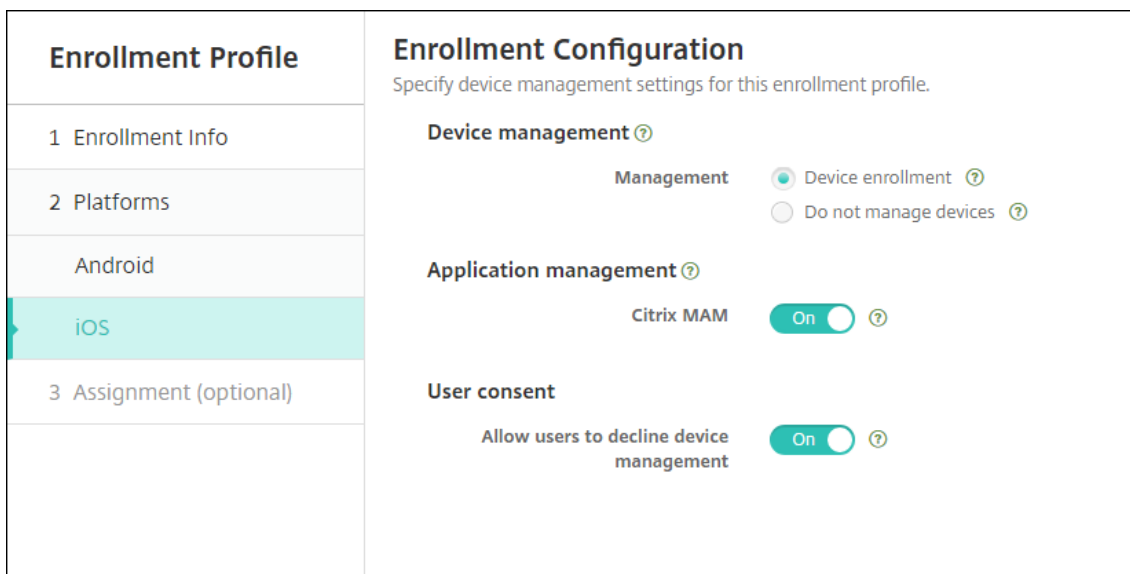 Enrollment Profile
1 Enrollment Info
2 Platforms
Android
iOS
3 Assignment (optional)
Enrollment Configuration
Specify device management settings for this enrollment profile.
Device management ?
Management
Device enrollment ?
Do not manage devices ?
Application management ?
Citrix MAM
On ?
User consent
Allow users to decline device
management
On ?